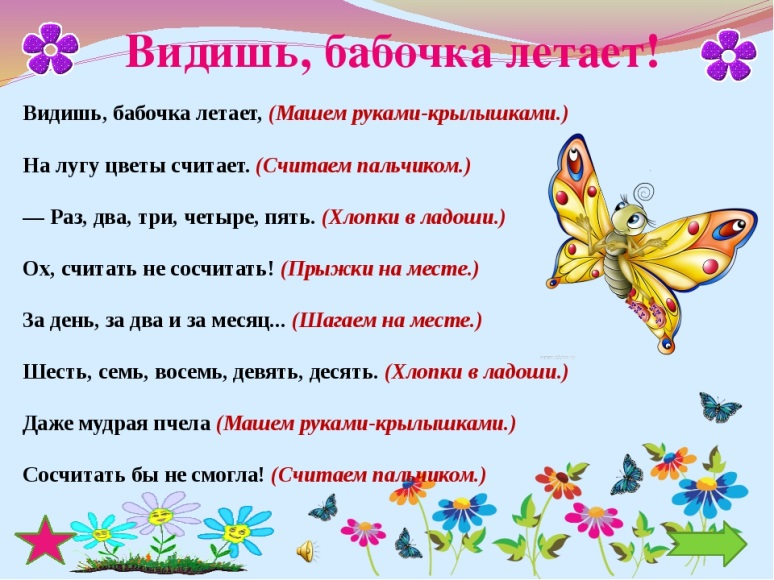 Видишь, бабочка летает!
Видишь, бабочка летает, (Машем руками-крылышками.)
На лугу цветы считает. (Считаем пальчиком.)
— Раз, два, три, четыре, пять. (Хлопки в ладоши.)
Ох, считать не сосчитать! (Прыжки на месте.)
За день, за два и за месяц... (Шагаем на месте.)
Шесть, семь, восемь, девять, десять. (Хлопки в ладоши.)
Даже мудрая пчела (Машем руками-крылышками.)
Сосчитать бы не смогла! (Считаем пальчиком.)